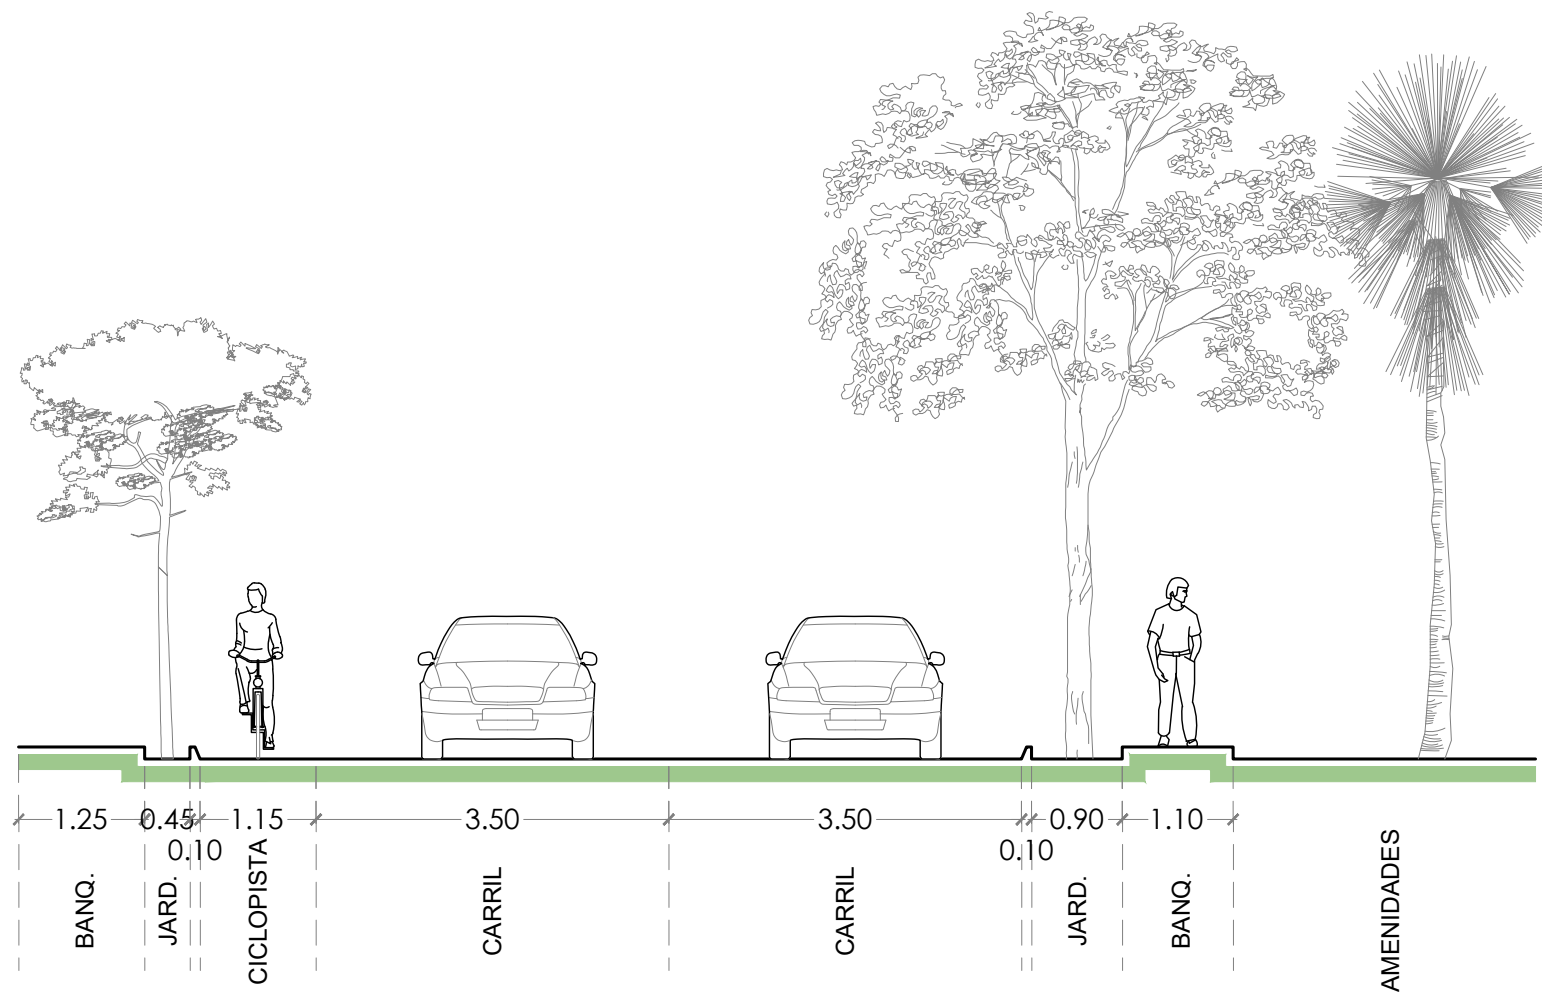 1.25 0.45 1.15 3.50 3.50 0.90 1.10
0.10 0.10
BANQ. JARD. CICLOPISTA CARRIL CARRIL JARD. BANQ. AMENIDADES